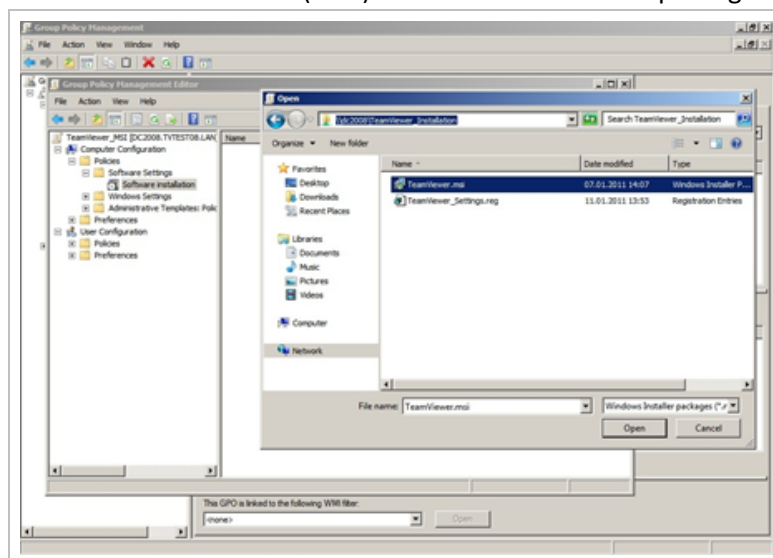 Group Policy Management
File Action View Window Help
Group Policy Management Editor
File Action View Help
TeamViewer_MSI [DC2008.TVTEST08.LAN
Computer Configuration
Policies
Software Settings
Software installation
Windows Settings
Administrative Templates: Polic
Preferences
User Configuration
Policies
Preferences
Name
Open
\\dc2008\TeamViewer_Installation
Search TeamViewer_Installation
Organize New folder
Favorites
Desktop
Downloads
Recent Places
Libraries
Documents
Music
Pictures
Videos
Computer
Network
Name Date modified Type
TeamViewer.msi 07.01.2011 14:07 Windows Installer P...
TeamViewer_Settings.reg 11.01.2011 13:53 Registration Entries
File name: TeamViewer.msi
Windows Installer packages
Open Cancel
This GPO is linked to the following WMI filter:
<none>
Open